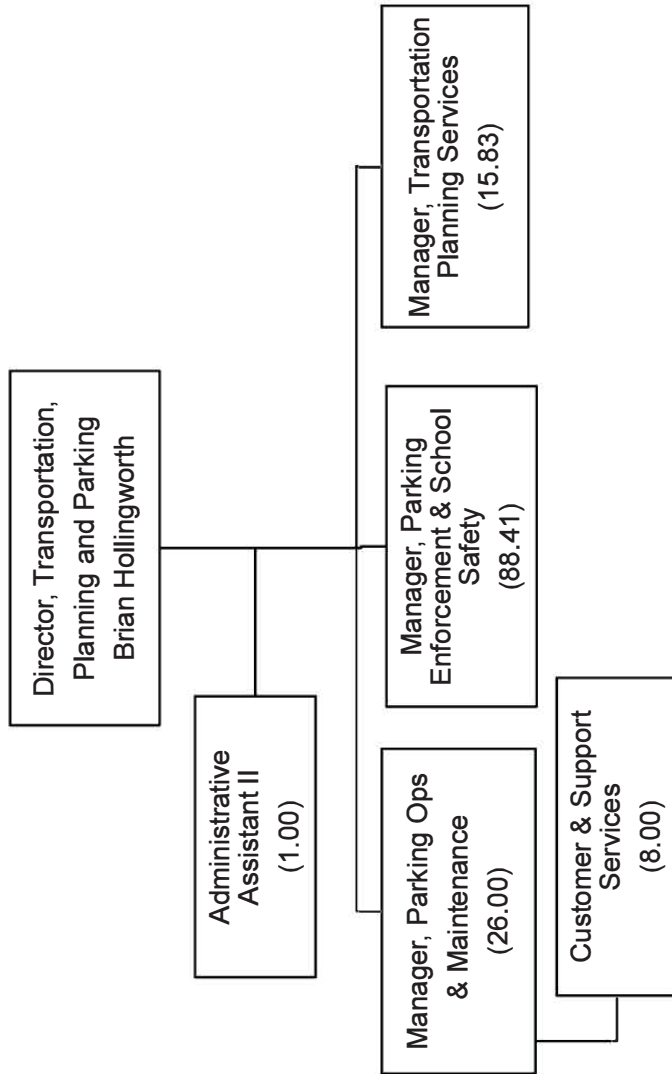 Director, Transportation,
Planning and Parking
Brian Hollingworth
Administrative
Assistant II
(1.00)
Manager, Parking Ops
& Maintenance
(26.00)
Manager, Parking
Enforcement & School
Safety
(88.41)
Manager, Transportation
Planning Services
(15.83)
Customer & Support
Services
(8.00)